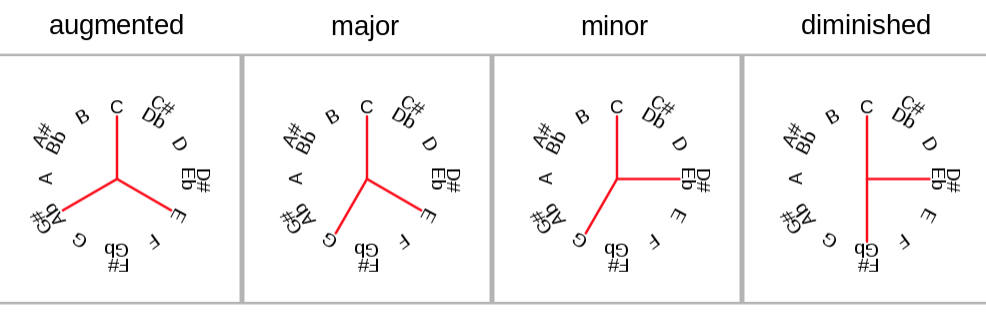 augmented
major
minor
diminished
C
C#
Db
D
D#
Eb
E
F
Gb
F#
G
Ab
G#
A
A#
Bb
B
C
C#
Db
D
D#
Eb
E
F
Gb
F#
G
Ab
G#
A
A#
Bb
B
C
C#
Db
D
D#
Eb
E
F
Gb
F#
G
Ab
G#
A
A#
Bb
B
C
C#
Db
D
D#
Eb
E
F
Gb
F#
G
Ab
G#
A
A#
Bb
B